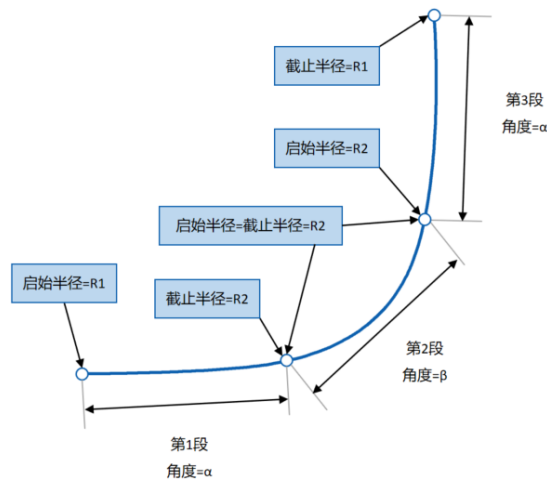 截止半径=R1
第3段
角度=α
启始半径=R2
启始半径=截止半径=R2
启始半径=R1
截止半径=R2
第2段
角度=β
第1段
角度=α